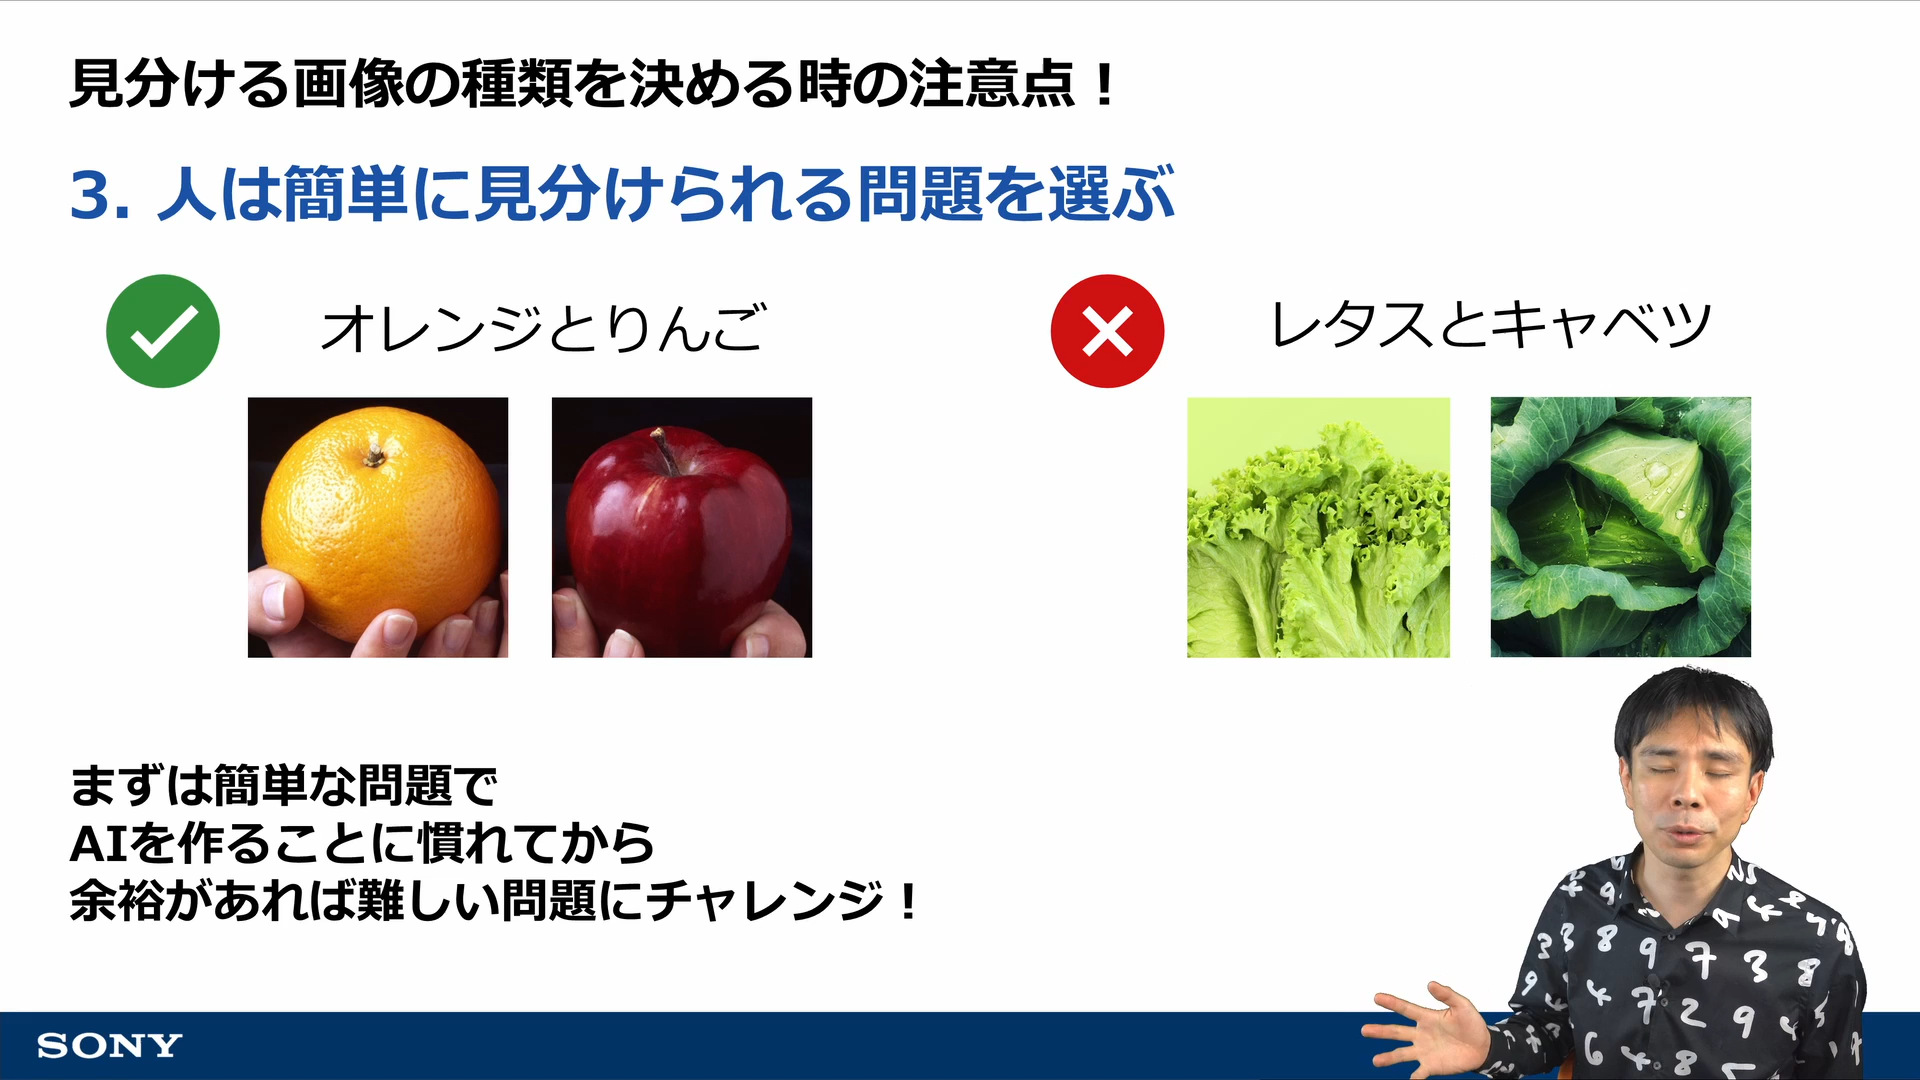 見分ける画像の種類を決める時の注意点！
3. 人は簡単に見分けられる問題を選ぶ
オレンジとりんご
レタスとキャベツ
まずは簡単な問題で
AIを作ることに慣れてから
余裕があれば難しい問題にチャレンジ！
SONY